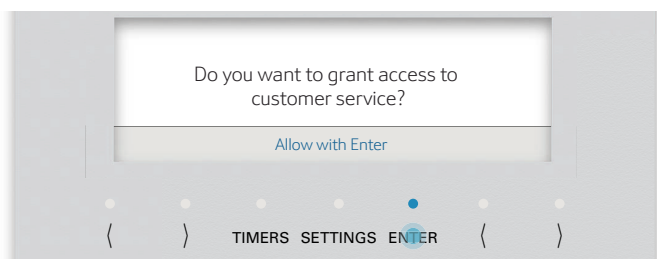 Do you want to grant access to
customer service?
Allow with Enter
⟨ ⟩ TIMERS SETTINGS ENTER ⟨ ⟩